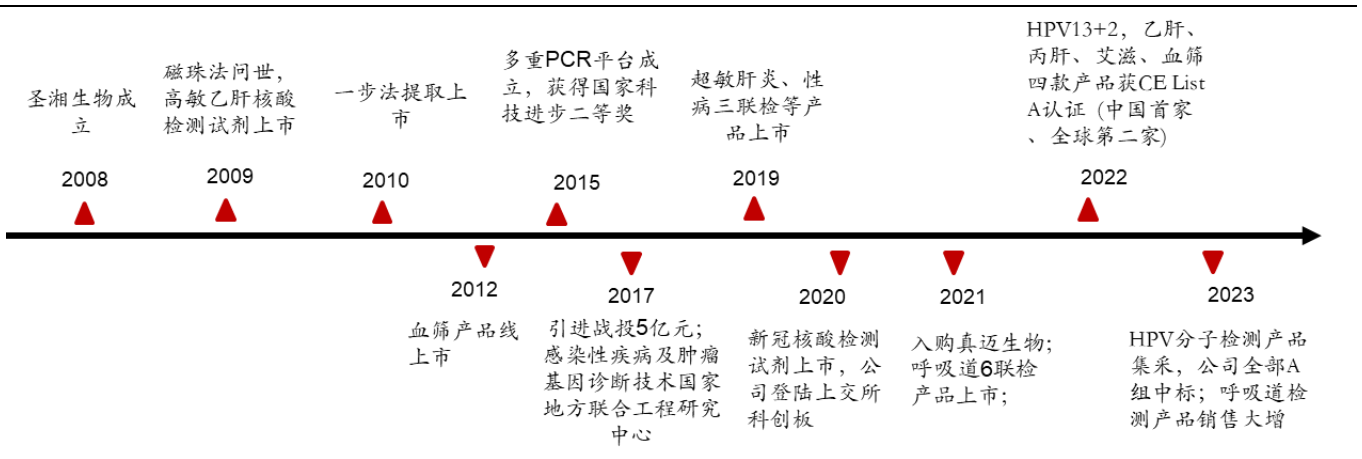 圣湘生物成
立
2008
磁珠法问世，
高敏乙肝核酸
检测试剂上市
2009
一步法提取上
市
2010
2012
血筛产品线
上市
多重PCR平台成
立，获得国家科
技进步二等奖
2015
2017
引进战投5亿元；
感染性疾病及肿瘤
基因诊断技术国家
地方联合工程研究
中心
超敏肝炎、性
病三联检等产
品上市
2019
2020
新冠核酸检测
试剂上市，公
司登陆上交所
科创板
2021
入购真迈生物；
呼吸道6联检
产品上市；
HPV13+2，乙肝、
丙肝、艾滋、血筛
四款产品获CE List
A认证 (中国首家
、全球第二家)
2022
2023
HPV分子检测产品
集采，公司全部A
组中标；呼吸道检
测产品销售大增